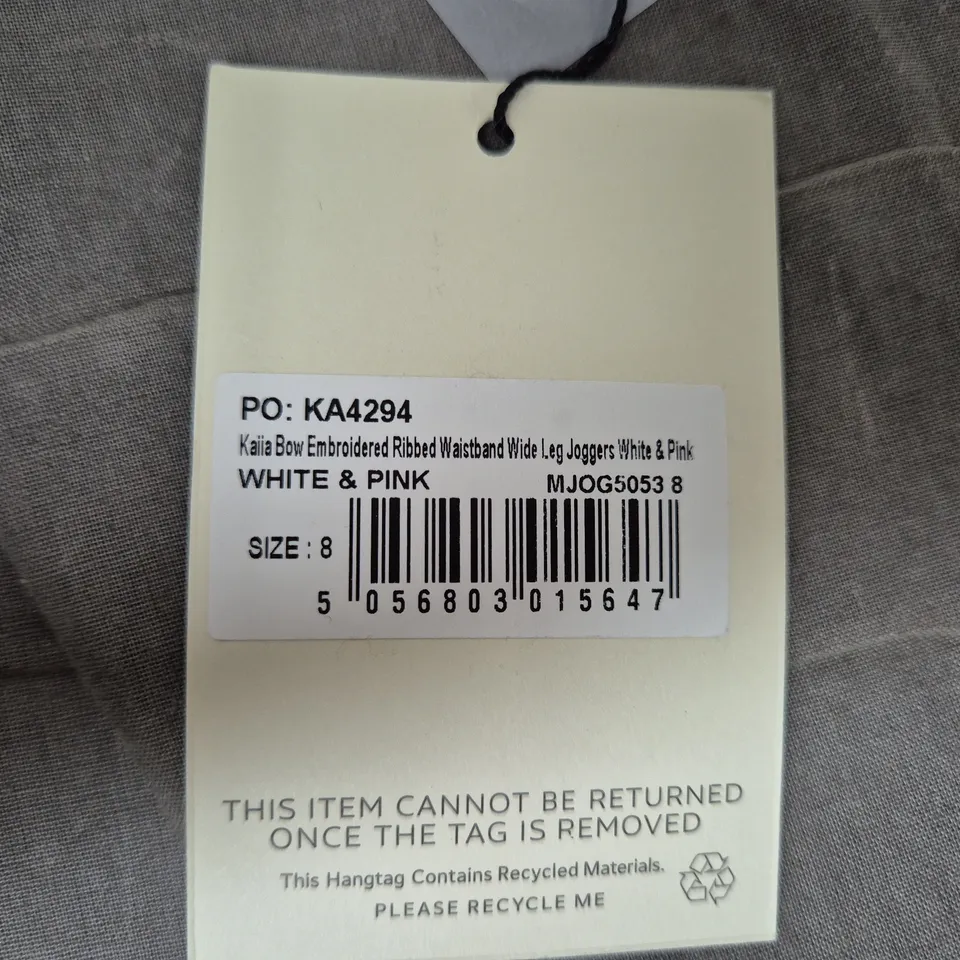 PO: KA4294
Kaiia Bow Embroidered Ribbed Waistband Wide Leg Joggers White & Pink
WHITE & PINK MJOG5053 8
SIZE : 8
5 056803 015647
THIS ITEM CANNOT BE RETURNED
ONCE THE TAG IS REMOVED
This Hangtag Contains Recycled Materials.
PLEASE RECYCLE ME